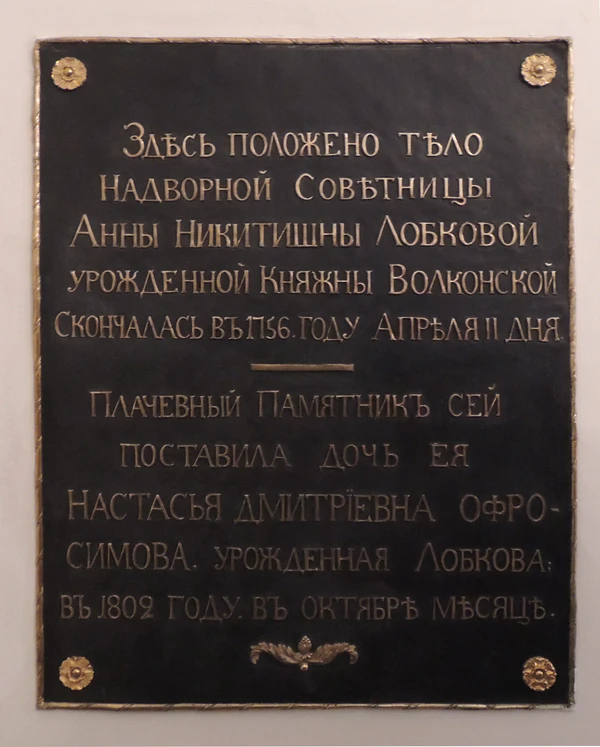 Здѣсь положено тѣло
Надворной Совѣтницы
Анны Никитишны Лобковой
урожденной Княжны Волконской
Скончалась въ 1756. году Апрѣля 11 дня
Плачевный Памятникъ сей
поставила дочь ея
Настасья Дмитрїевна Офро-
симова. урожденная Лобкова;
въ 1802 году. въ октябрѣ мѣсяцѣ.